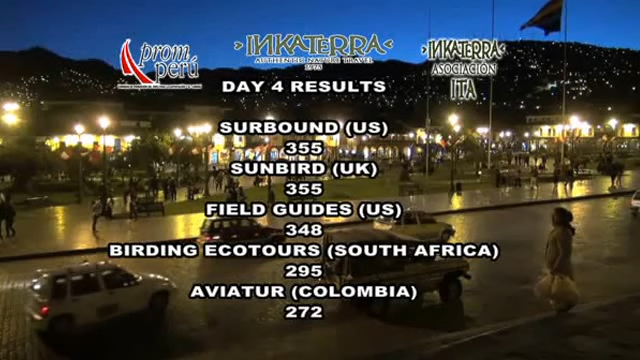 prom
perú
INKATERRA
AUTHENTIC NATURE TRAVEL
1975
INKATERRA
ASOCIACIÓN
ITA
DAY 4 RESULTS
SURBOUND (US)
355
SUNBIRD (UK)
355
FIELD GUIDES (US)
348
BIRDING ECOTOURS (SOUTH AFRICA)
295
AVIATUR (COLOMBIA)
272